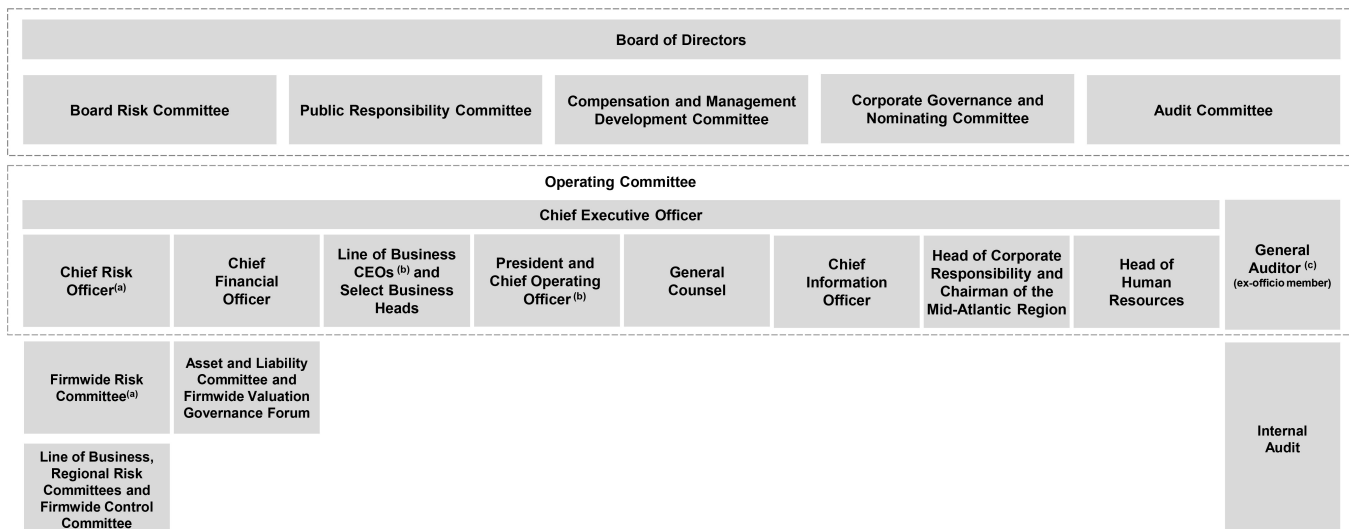 Board of Directors
Board Risk Committee
Public Responsibility Committee
Compensation and Management
Development Committee
Corporate Governance and
Nominating Committee
Audit Committee
Operating Committee
Chief Executive Officer
Chief Risk
Officer(a)
Chief
Financial
Officer
Line of Business
CEOs (b) and
Select Business
Heads
President and
Chief Operating
Officer (b)
General
Counsel
Chief
Information
Officer
Head of Corporate
Responsibility and
Chairman of the
Mid-Atlantic Region
Head of
Human
Resources
General
Auditor (c)
(ex-officio member)
Firmwide Risk
Committee(a)
Asset and Liability
Committee and
Firmwide Valuation
Governance Forum
Internal
Audit
Line of Business,
Regional Risk
Committees and
Firmwide Control
Committee